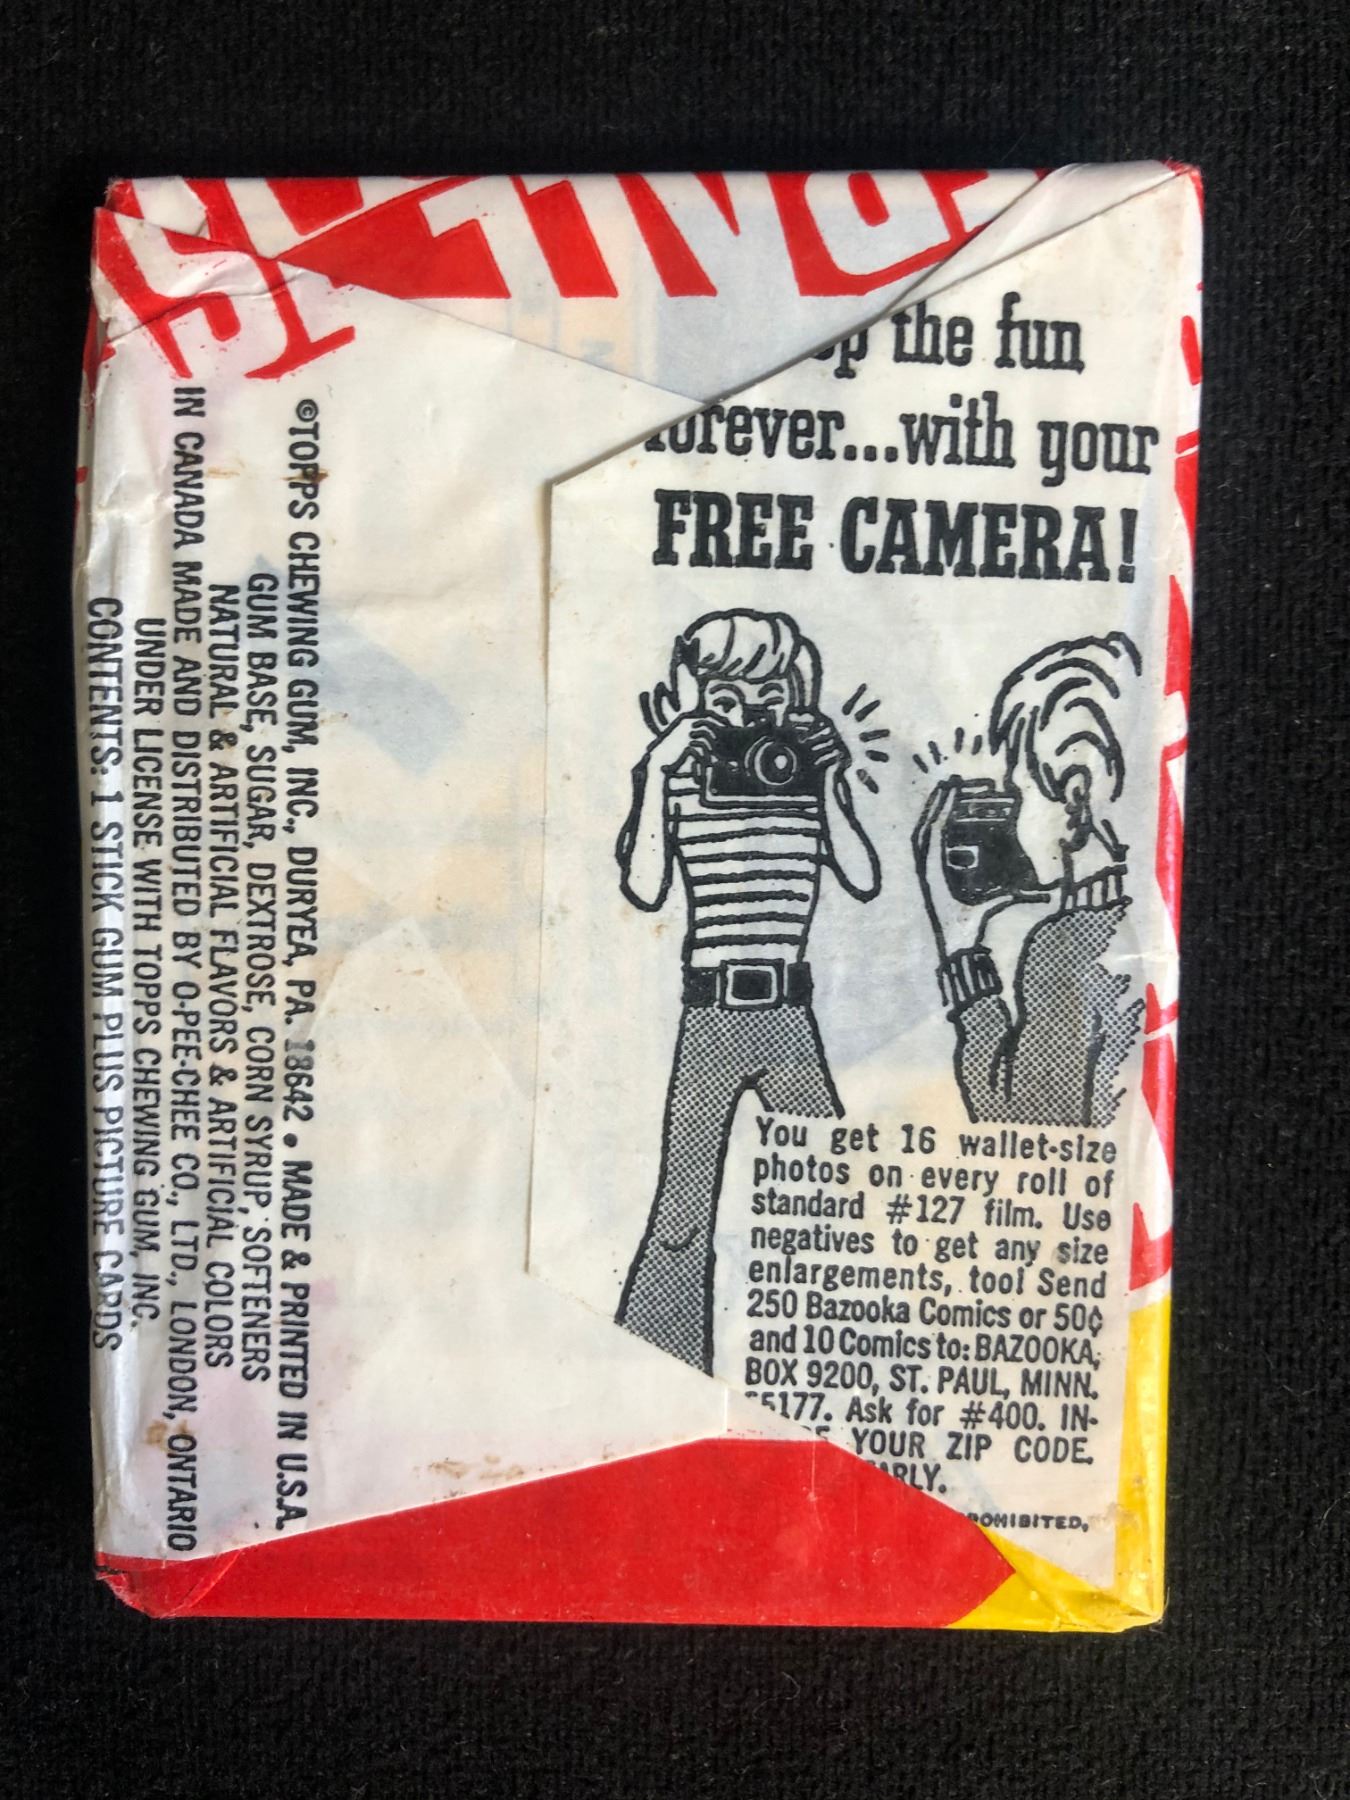 the fun
forever...with your
FREE CAMERA!
You get 16 wallet-size
photos on every roll of
standard #127 film. Use
negatives to get any size
enlargements, too! Send
250 Bazooka Comics or 50¢
and 10 Comics to: BAZOOKA,
BOX 9200, ST. PAUL, MINN.
55177. Ask for #400. IN-
YOUR ZIP CODE.
PROHIBITED,
©TOPPS CHEWING GUM, INC., DURYEA, PA. 18642 • MADE & PRINTED IN U.S.A.
GUM BASE, SUGAR, DEXTROSE, CORN SYRUP, SOFTENERS
NATURAL & ARTIFICIAL FLAVORS & ARTIFICIAL COLORS
IN CANADA MADE AND DISTRIBUTED BY O-PEE-CHEE CO., LTD., LONDON, ONTARIO
UNDER LICENSE WITH TOPPS CHEWING GUM, INC.
CONTENTS: 1 STICK GUM PLUS PICTURE CARDS